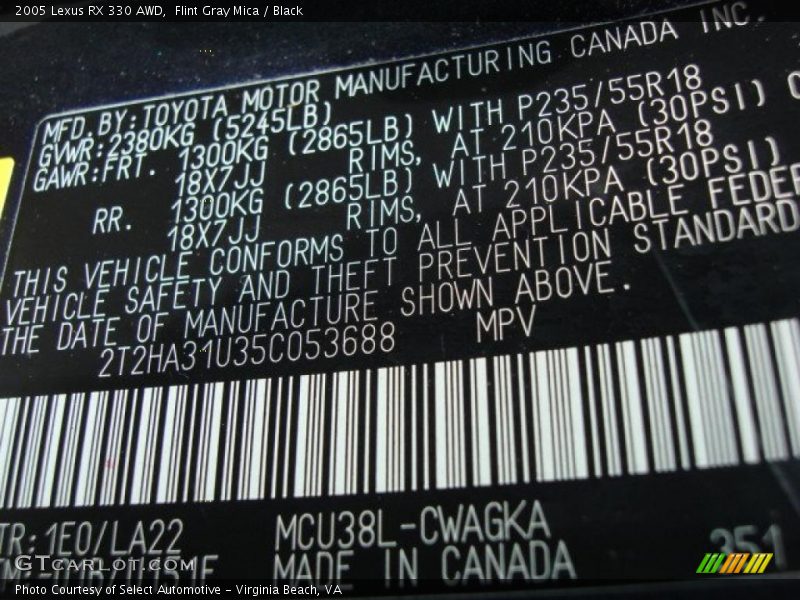 2005 Lexus RX 330 AWD, Flint Gray Mica / Black
MFD.BY:TOYOTA MOTOR MANUFACTURING CANADA INC.
GVWR:2380KG (5245LB)
GAWR:FRT. 1300KG (2865LB) WITH P235/55R18
18X7JJ RIMS, AT 210KPA (30PSI)
RR. 1300KG (2865LB) WITH P235/55R18
18X7JJ RIMS, AT 210KPA (30PSI)
THIS VEHICLE CONFORMS TO ALL APPLICABLE FEDER
VEHICLE SAFETY AND THEFT PREVENTION STANDARD
THE DATE OF MANUFACTURE SHOWN ABOVE.
2T2HA31U35C053688 MPV
TR:1E0/LA22 MCU38L-CWAGKA
MADE IN CANADA 351
GTcarlot.com
Photo Courtesy of Select Automotive - Virginia Beach, VA